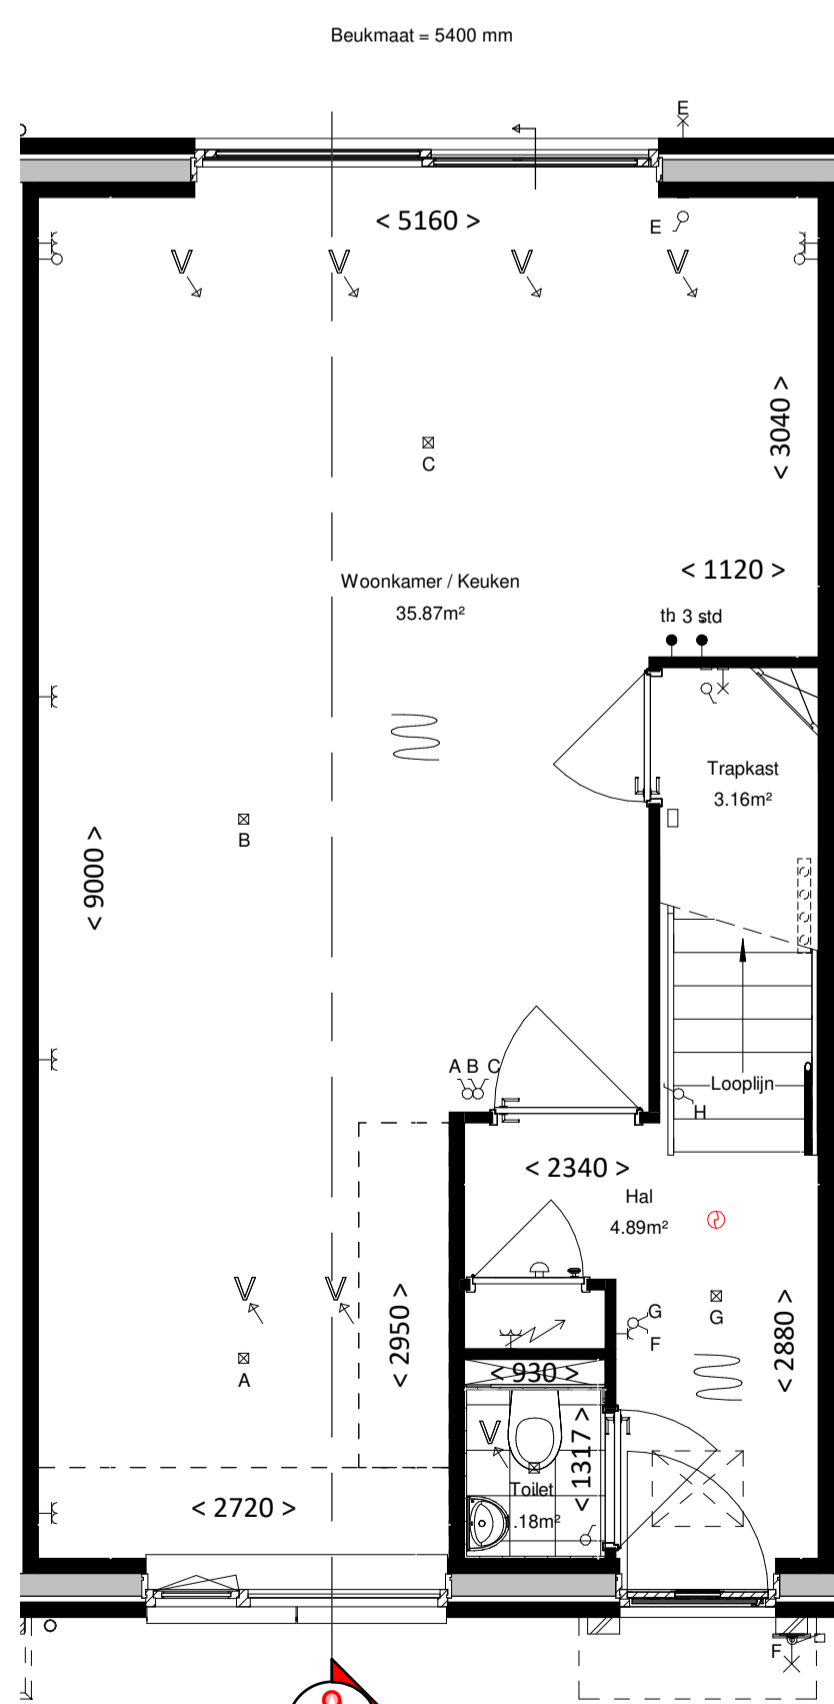 Beukmaat = 5400 mm
E
< 5160 >
E
V V V V
< 3040 >
C
< 1120 >
Woonkamer / Keuken
35.87m²
th 3 std
Trapkast
3.16m²
B
< 9000 >
A B C
Looplijn
H
< 2340 >
Hal
4.89m²
V V
G
G
F
< 2950 >
< 2880 >
A
< 930 >
V
< 1317 >
Toilet
.18m²
< 2720 >
F